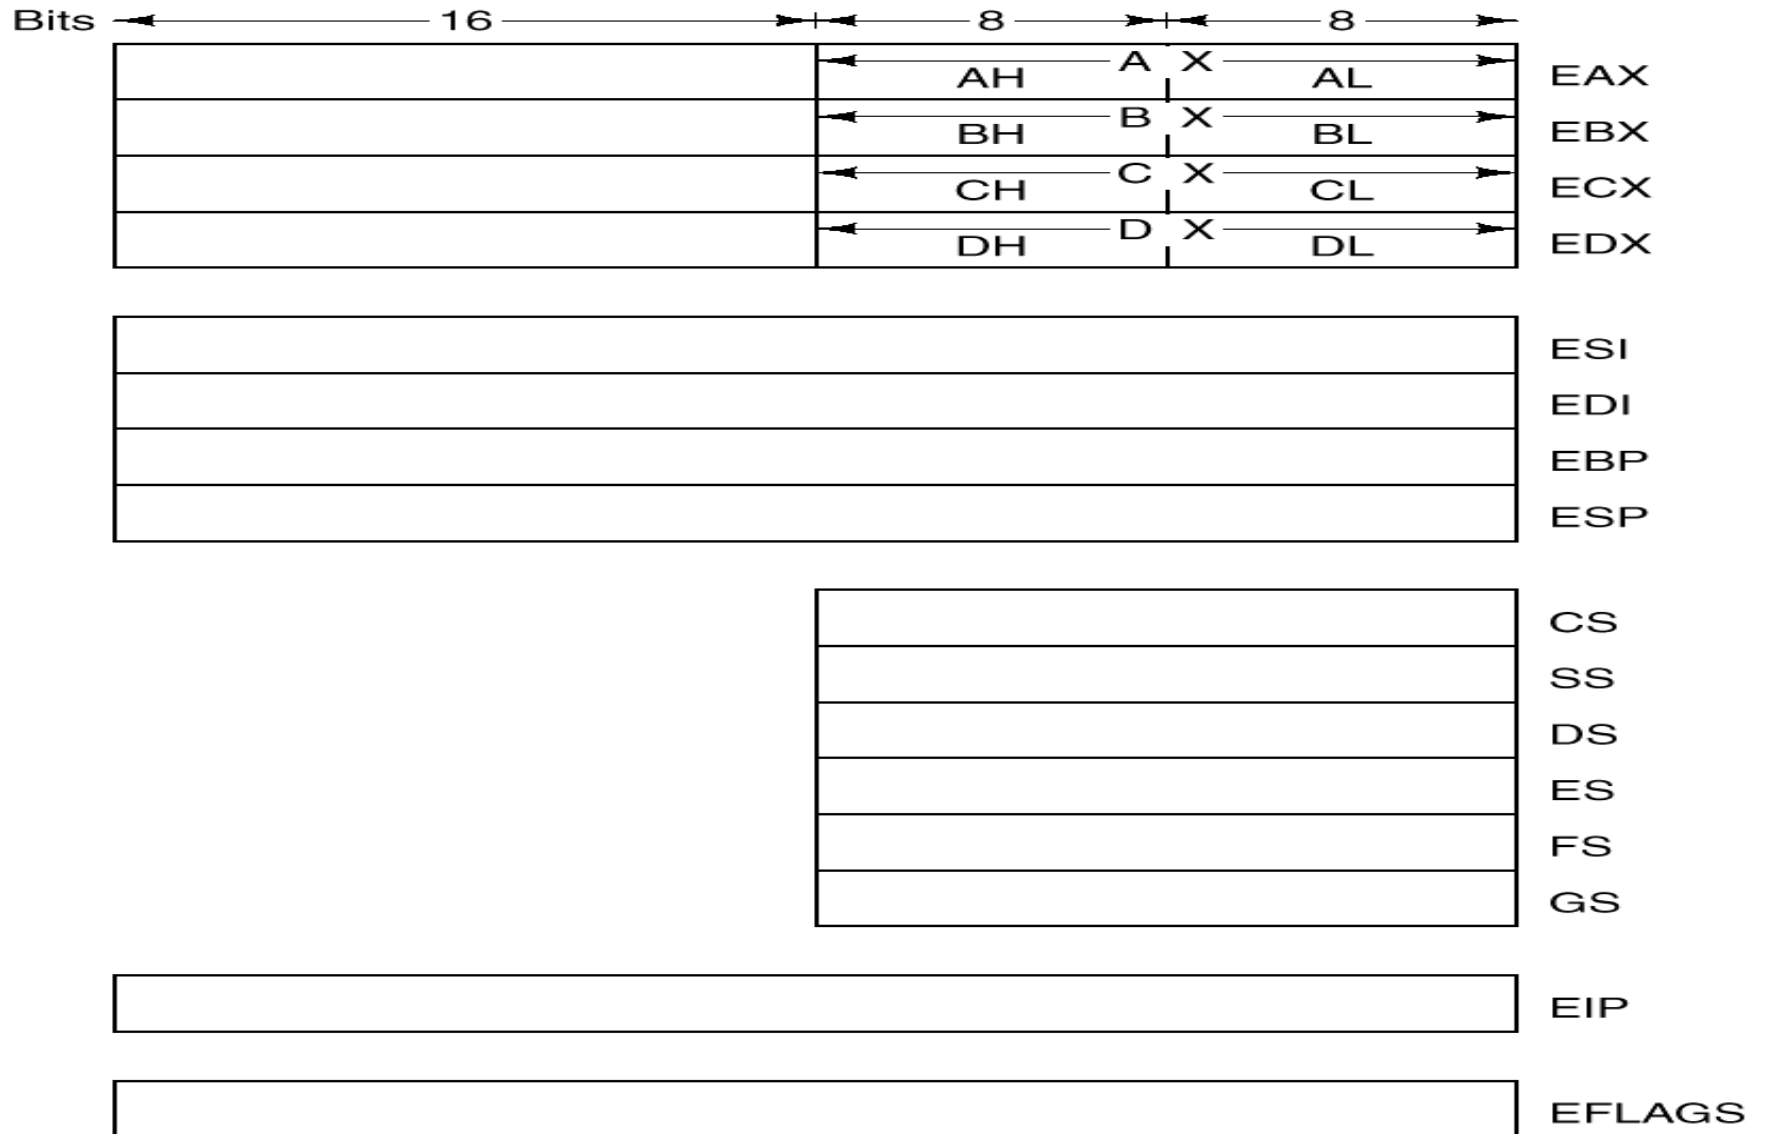 Bits 16 8 8
A X
AH AL EAX
B X
BH BL EBX
C X
CH CL ECX
D X
DH DL EDX
ESI
EDI
EBP
ESP
CS
SS
DS
ES
FS
GS
EIP
EFLAGS